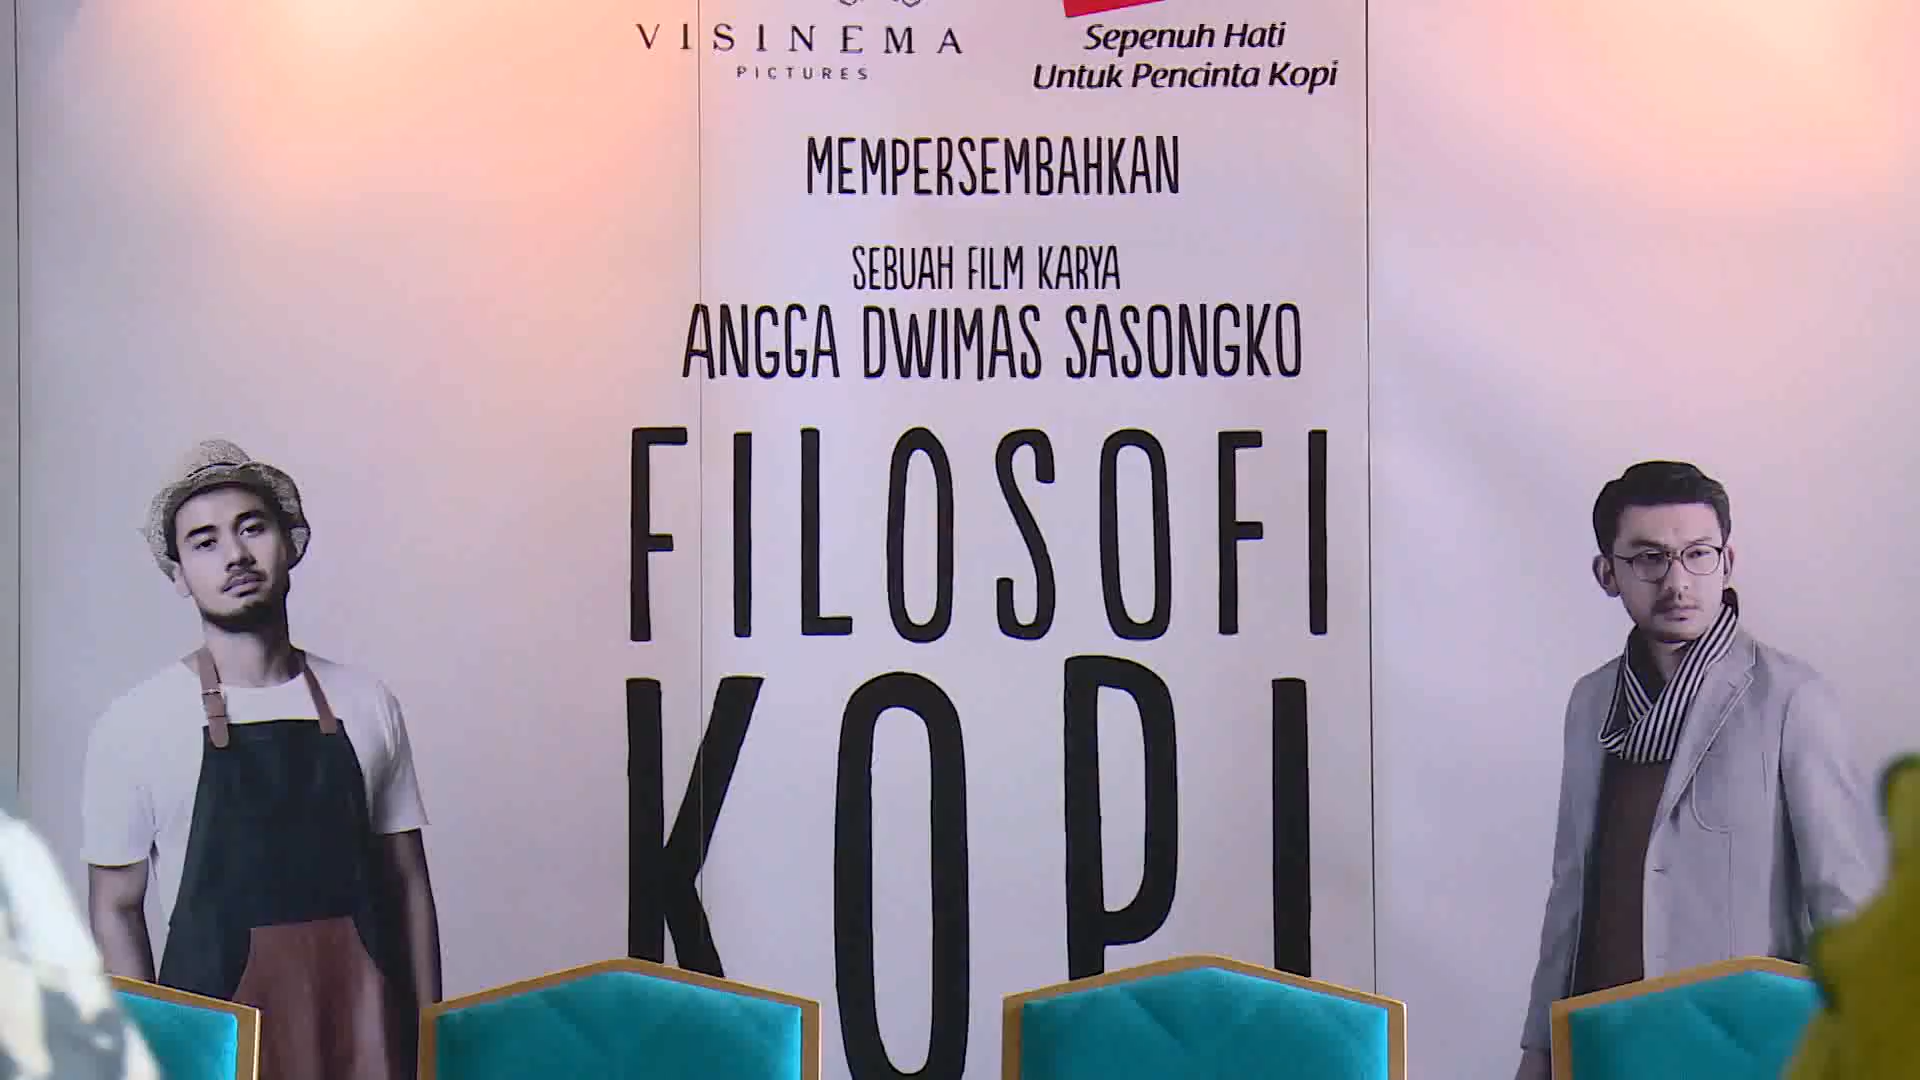 VISINEMA
PICTURES
Sepenuh Hati
Untuk Pencinta Kopi
MEMPERSEMBAHKAN
SEBUAH FILM KARYA
ANGGA DWIMAS SASONGKO
FILOSOFI
KOPI